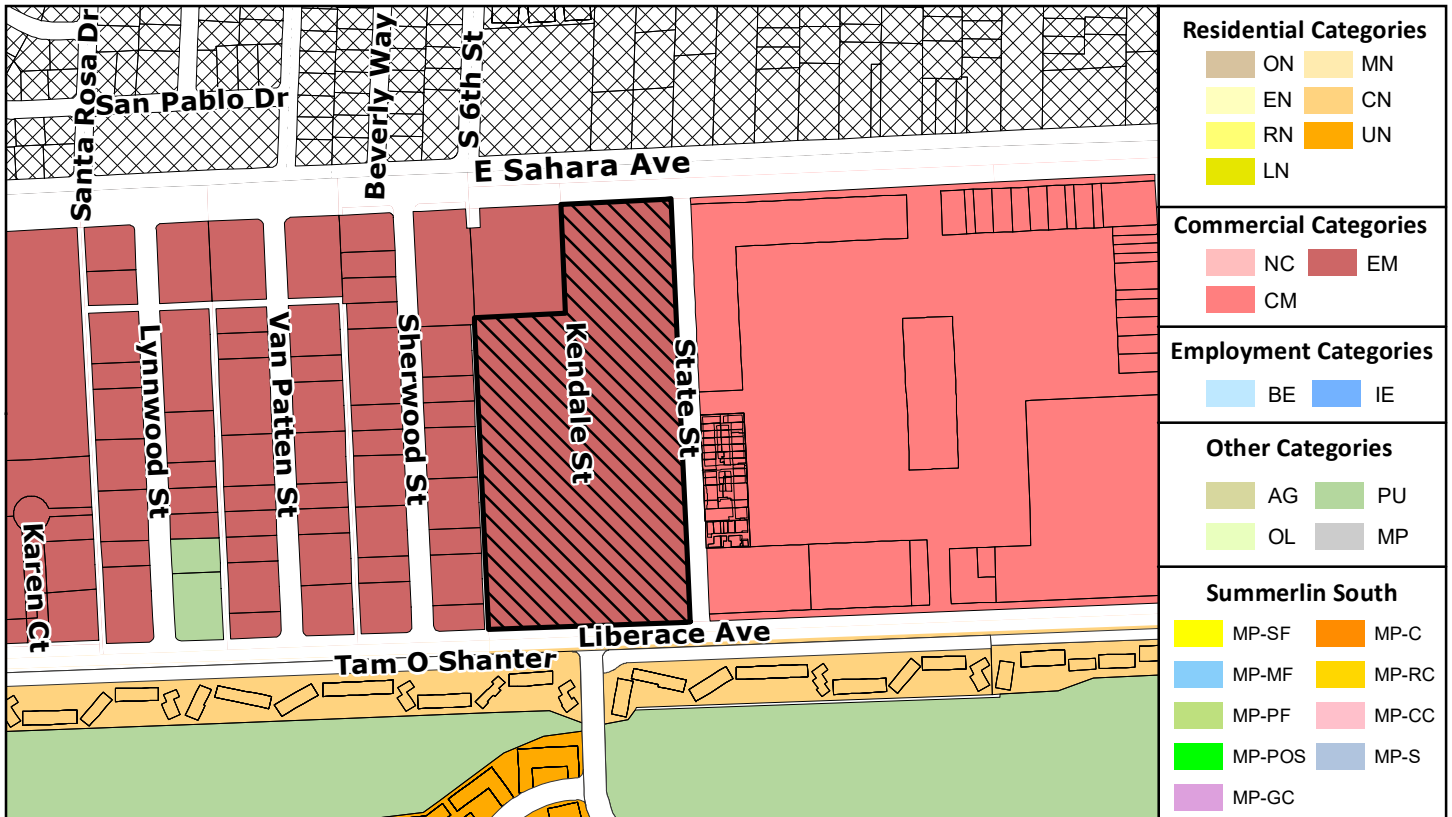 Santa Rosa Dr
San Pablo Dr
Beverly Way
S 6th St
E Sahara Ave
Lynnwood St
Van Patten St
Sherwood St
Kendale St
State St
Karen Ct
Liberace Ave
Tam O Shanter
Residential Categories
ON MN
EN CN
RN UN
LN
Commercial Categories
NC EM
CM
Employment Categories
BE IE
Other Categories
AG PU
OL MP
Summerlin South
MP-SF MP-C
MP-MF MP-RC
MP-PF MP-CC
MP-POS MP-S
MP-GC